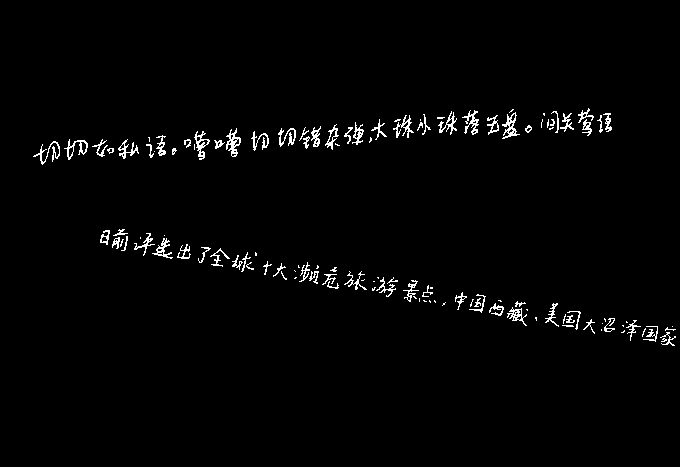 切切如私语。嘈嘈切切错杂弹,大珠小珠落玉盘。间关莺语
日前评选出了全球十大濒危旅游景点,中国西藏、美国大沼泽国家